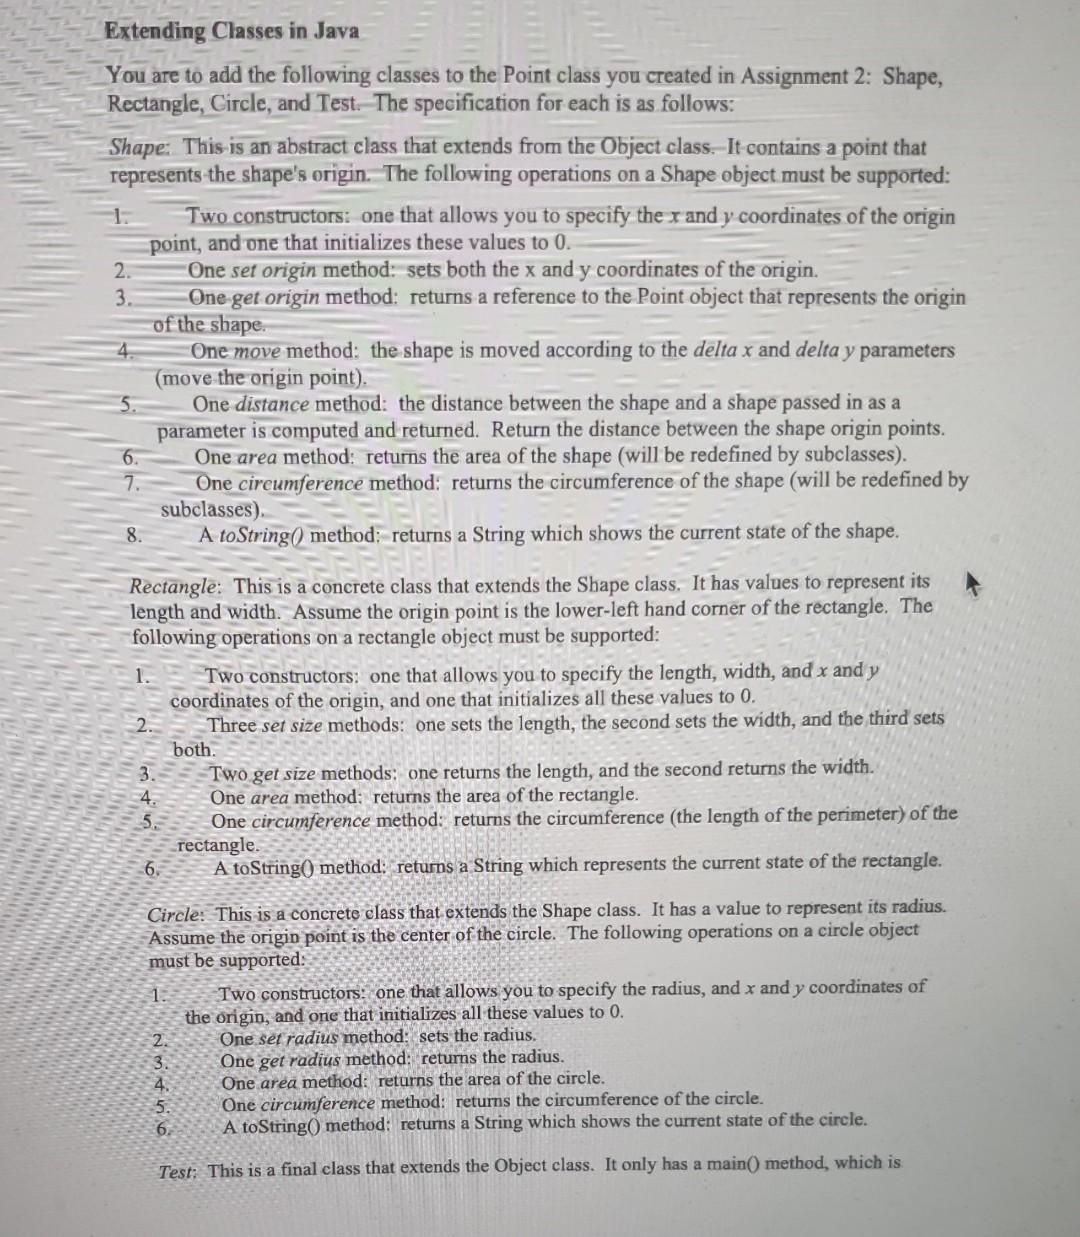 Extending Classes in Java
You are to add the following classes to the Point class you created in Assignment 2: Shape,
Rectangle, Circle, and Test. The specification for each is as follows:
Shape: This is an abstract class that extends from the Object class. It contains a point that
represents the shape's origin. The following operations on a Shape object must be supported:
1. Two constructors: one that allows you to specify the x and y coordinates of the origin
point, and one that initializes these values to 0.
2. One set origin method: sets both the x and y coordinates of the origin.
3. One get origin method: returns a reference to the Point object that represents the origin
of the shape.
4. One move method: the shape is moved according to the delta x and delta y parameters
(move the origin point).
5. One distance method: the distance between the shape and a shape passed in as a
parameter is computed and returned. Return the distance between the shape origin points.
6. One area method: returns the area of the shape (will be redefined by subclasses).
7. One circumference method: returns the circumference of the shape (will be redefined by
subclasses).
8. A toString() method: returns a String which shows the current state of the shape.
Rectangle: This is a concrete class that extends the Shape class. It has values to represent its
length and width. Assume the origin point is the lower-left hand corner of the rectangle. The
following operations on a rectangle object must be supported:
1. Two constructors: one that allows you to specify the length, width, and x and y
coordinates of the origin, and one that initializes all these values to 0.
2. Three set size methods: one sets the length, the second sets the width, and the third sets
both.
3. Two get size methods: one returns the length, and the second returns the width.
4. One area method: returns the area of the rectangle.
5. One circumference method: returns the circumference (the length of the perimeter) of the
rectangle.
6. A toString() method: returns a String which represents the current state of the rectangle.
Circle: This is a concrete class that extends the Shape class. It has a value to represent its radius.
Assume the origin point is the center of the circle. The following operations on a circle object
must be supported:
1. Two constructors: one that allows you to specify the radius, and x and y coordinates of
the origin, and one that initializes all these values to 0.
2. One set radius method: sets the radius.
3. One get radius method: returns the radius.
4. One area method: returns the area of the circle.
5. One circumference method: returns the circumference of the circle.
6. A toString() method: returns a String which shows the current state of the circle.
Test: This is a final class that extends the Object class. It only has a main() method, which is